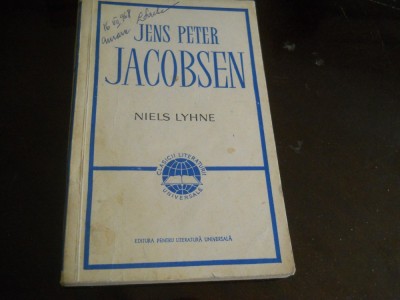 JENS PETER
JACOBSEN
NIELS LYHNE
CLASICII LITERATURII
UNIVERSALE
EDITURA PENTRU LITERATURĂ UNIVERSALĂ